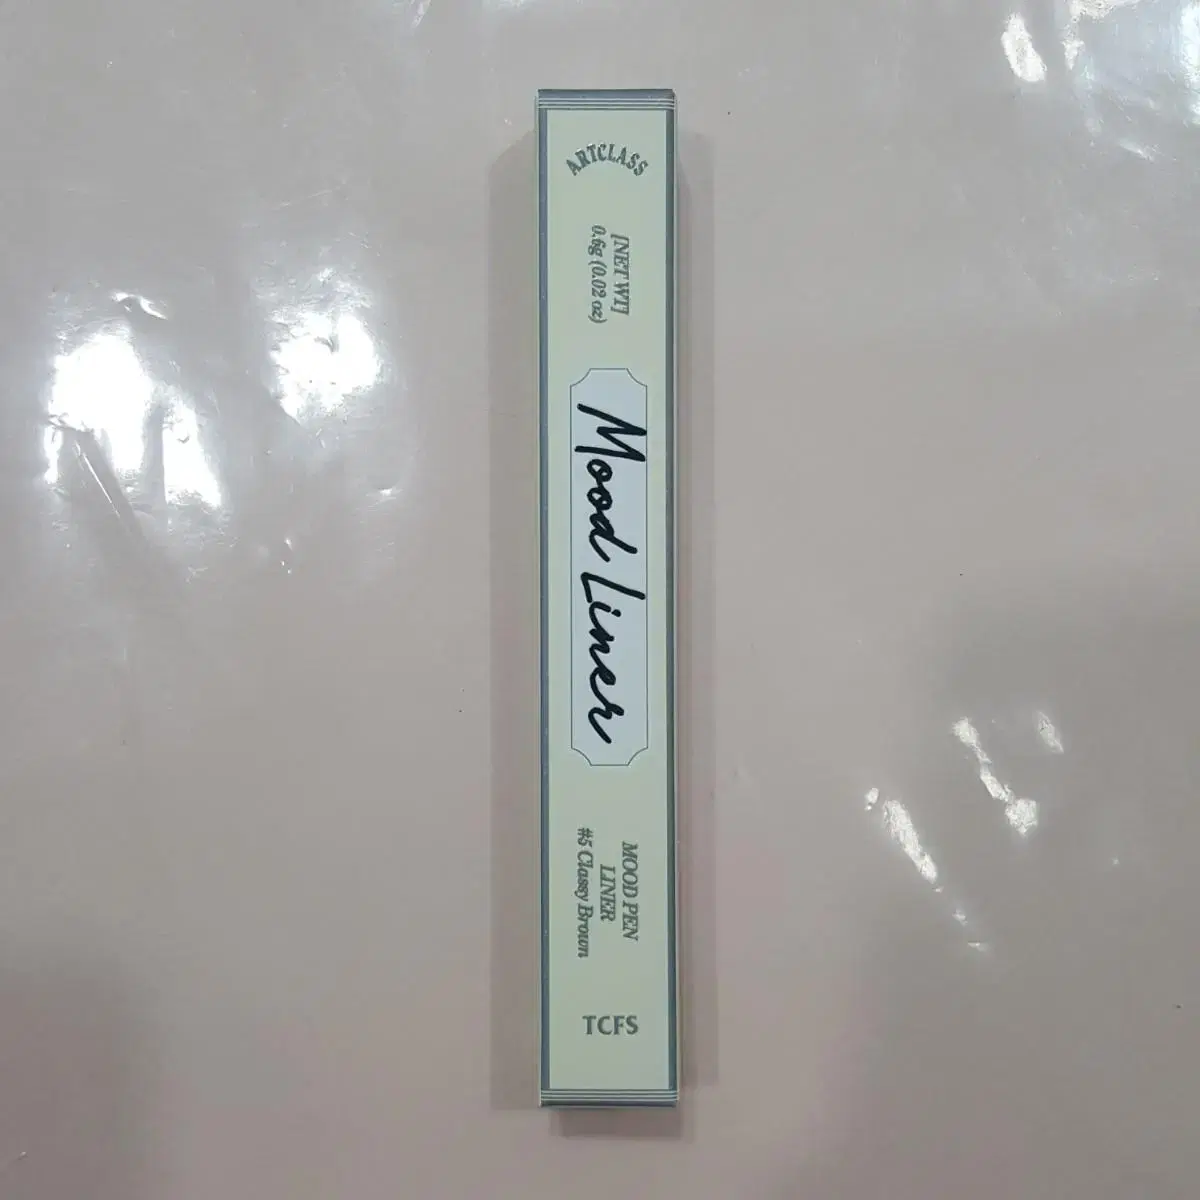 ARTCLASS
[NET WT]
0.6g (0.02 oz)
Mood Liner
MOOD PEN
LINER
#5 Classy Brown
TCFS